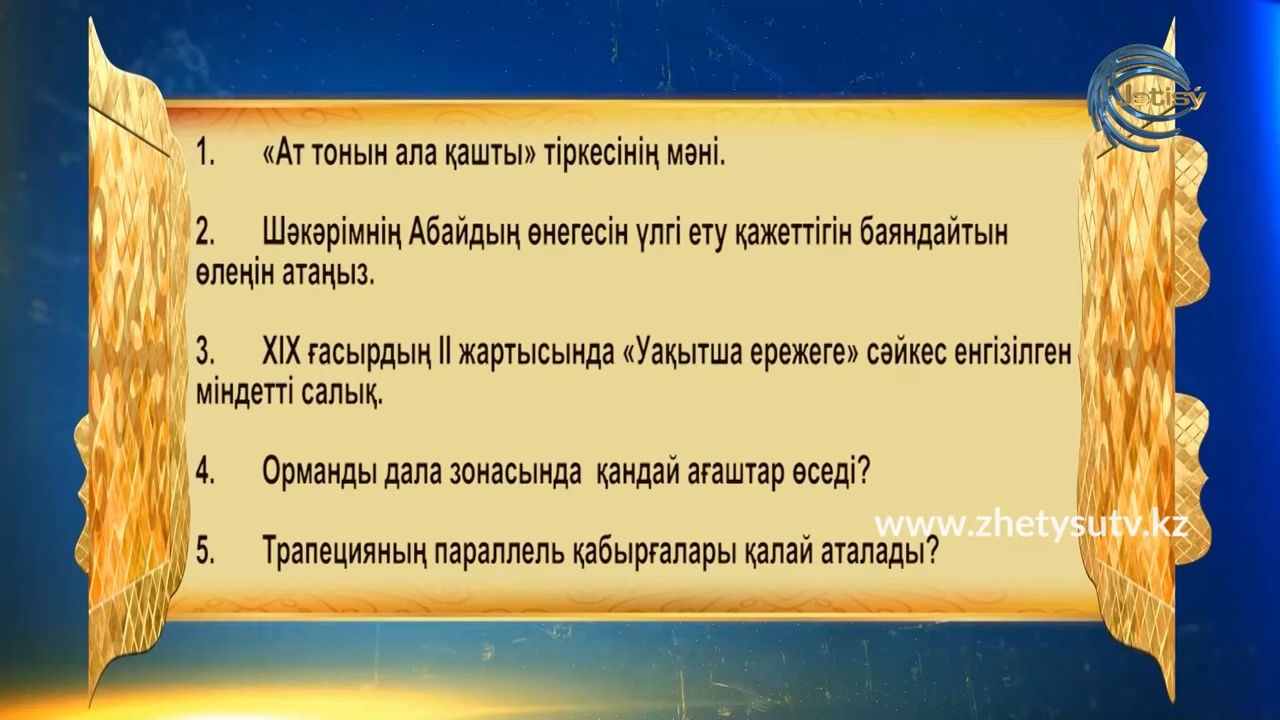 Jetisý
1. «Ат тонын ала қашты» тіркесінің мәні.
2. Шәкәрімнің Абайдың өнегесін үлгі ету қажеттігін баяндайтын
өлеңін атаңыз.
3. XIX ғасырдың II жартысында «Уақытша ережеге» сәйкес енгізілген
міндетті салық.
4. Орманды дала зонасында қандай ағаштар өседі?
www.zhetysutv.kz
5. Трапецияның параллель қабырғалары қалай аталады?